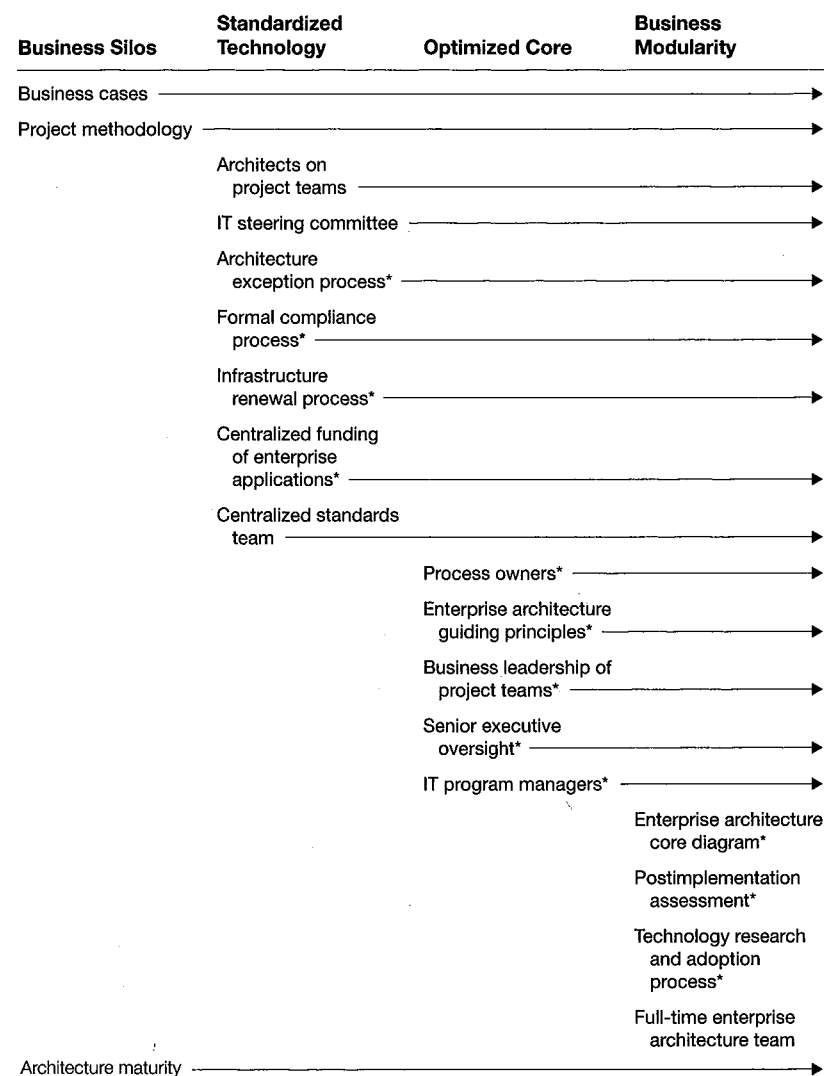 Business Silos
Standardized
Technology
Optimized Core
Business
Modularity
Business cases
Project methodology
Architects on
project teams
IT steering committee
Architecture
exception process*
Formal compliance
process*
Infrastructure
renewal process*
Centralized funding
of enterprise
applications*
Centralized standards
team
Process owners*
Enterprise architecture
guiding principles*
Business leadership of
project teams*
Senior executive
oversight*
IT program managers*
Enterprise architecture
core diagram*
Postimplementation
assessment*
Technology research
and adoption
process*
Full-time enterprise
architecture team
Architecture maturity